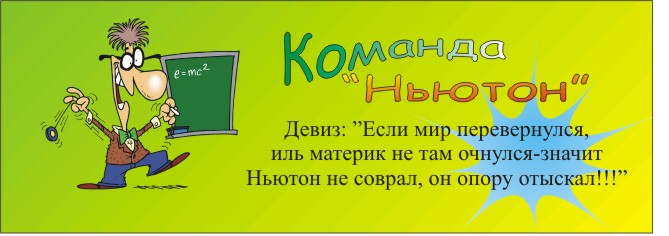 e=mc²
Команда
"Ньютон"
Девиз: ”Если мир перевернулся,
иль материк не там очнулся-значит
Ньютон не соврал, он опору отыскал!!!”